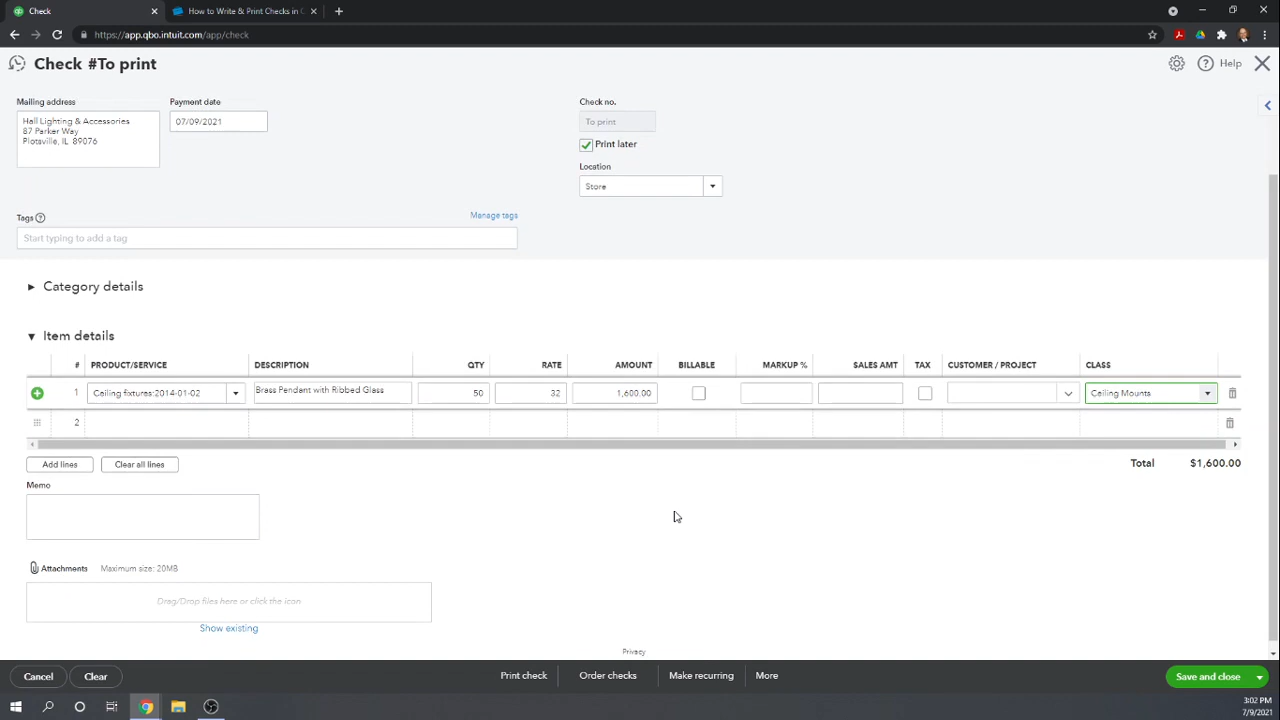 Check
How to Write & Print Checks in
https://app.qbo.intuit.com/app/check
Check #To print
Help
Mailing address
Payment date
Check no.
Hall Lighting & Accessories
87 Parker Way
Plotsville, IL 89076
07/09/2021
To print
Print later
Location
Store
Tags
Manage tags
Start typing to add a tag
Category details
Item details
# PRODUCT/SERVICE DESCRIPTION QTY RATE AMOUNT BILLABLE MARKUP % SALES AMT TAX CUSTOMER / PROJECT CLASS
1 Ceiling fixtures:2014-01-02 Brass Pendant with Ribbed Glass 50 32 1,600.00 Ceiling Mounts
2
Add lines Clear all lines Total $1,600.00
Memo
Attachments Maximum size: 20MB
Drag/Drop files here or click the icon
Show existing
Privacy
Cancel Clear Print check Order checks Make recurring More Save and close
3:02 PM
7/9/2021